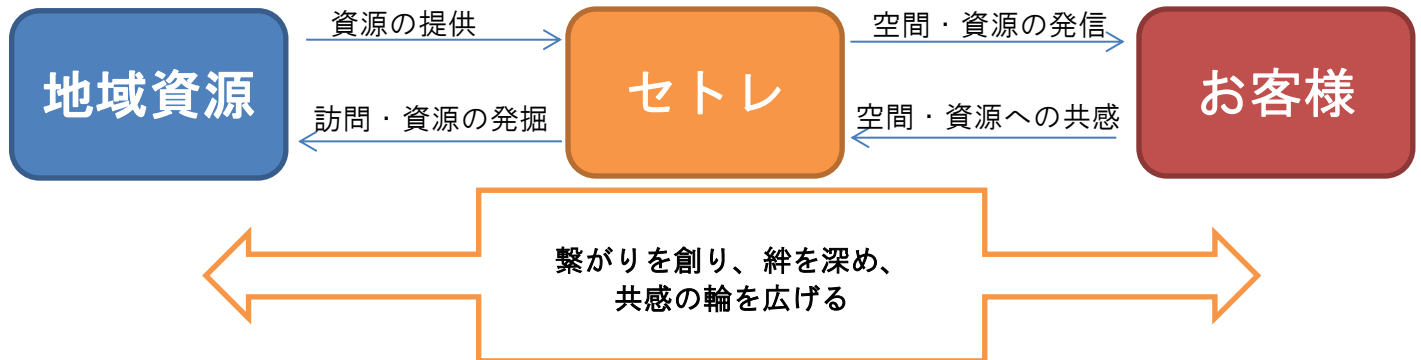 資源の提供
空間・資源の発信
地域資源
セトレ
お客様
訪問・資源の発掘
空間・資源への共感
繋がりを創り、絆を深め、
共感の輪を広げる